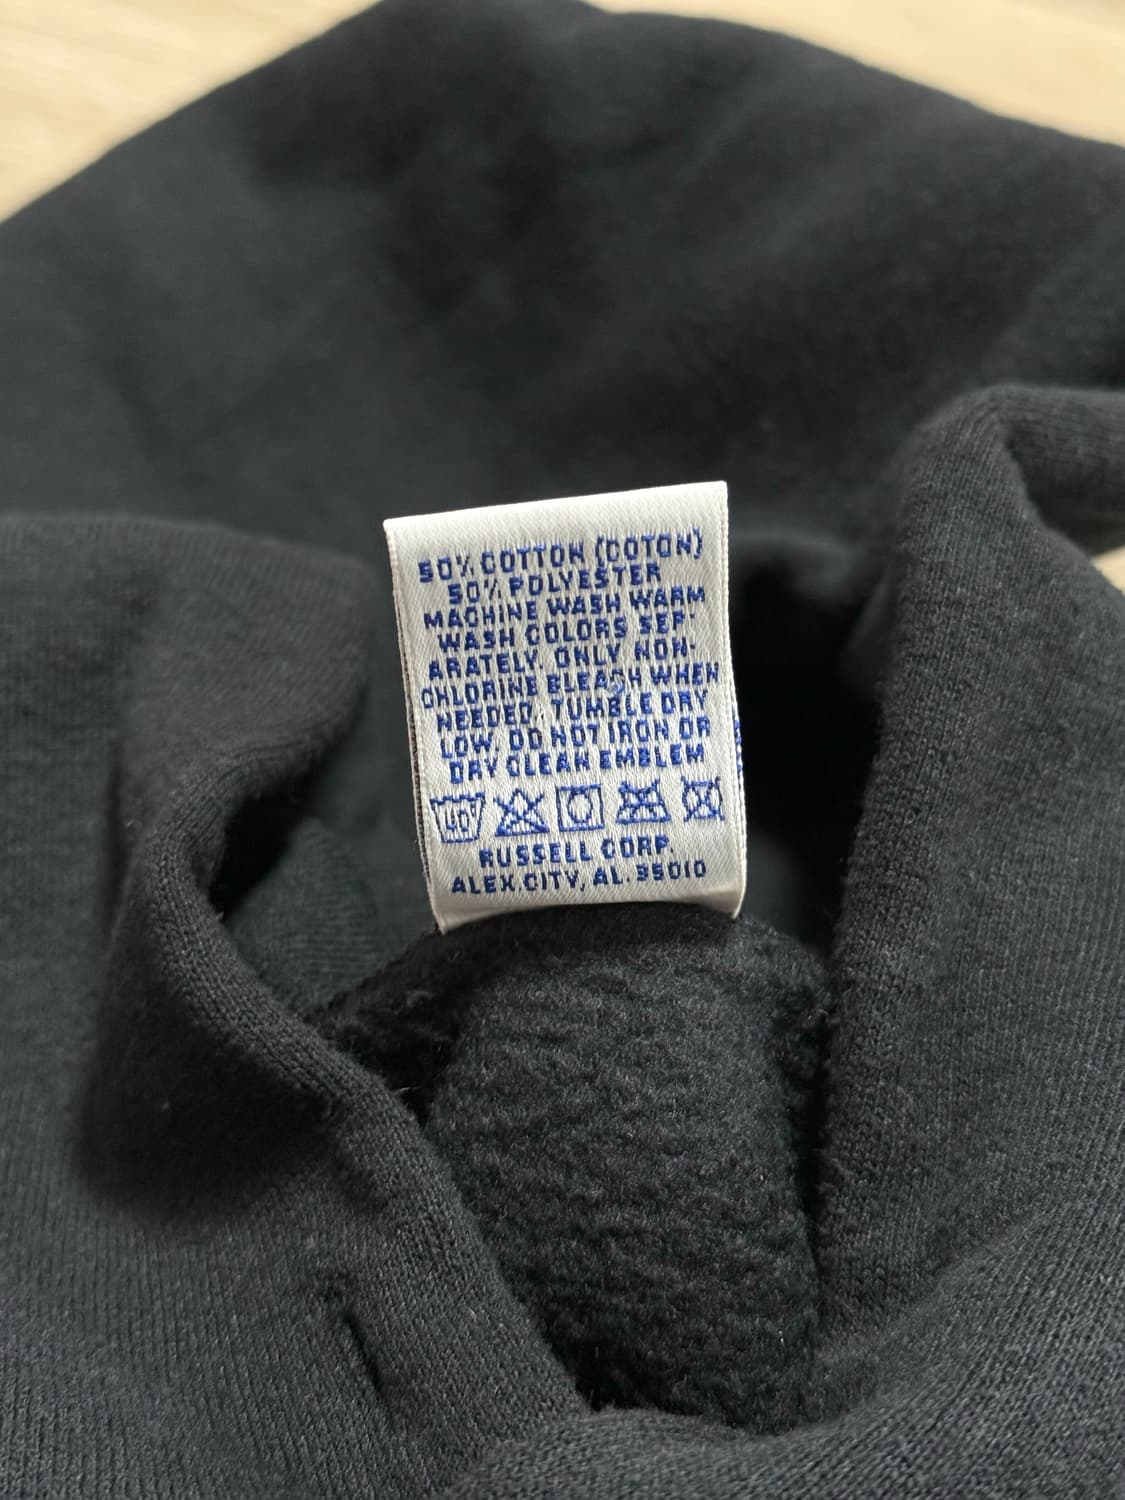 50% COTTON (COTON)
50% POLYESTER
MACHINE WASH WARM
WASH COLORS SEP-
ARATELY. ONLY NON-
CHLORINE BLEACH WHEN
NEEDED. TUMBLE DRY
LOW. DO NOT IRON OR
DRY CLEAN EMBLEM
40°
RUSSELL CORP.
ALEX.CITY, AL. 35010